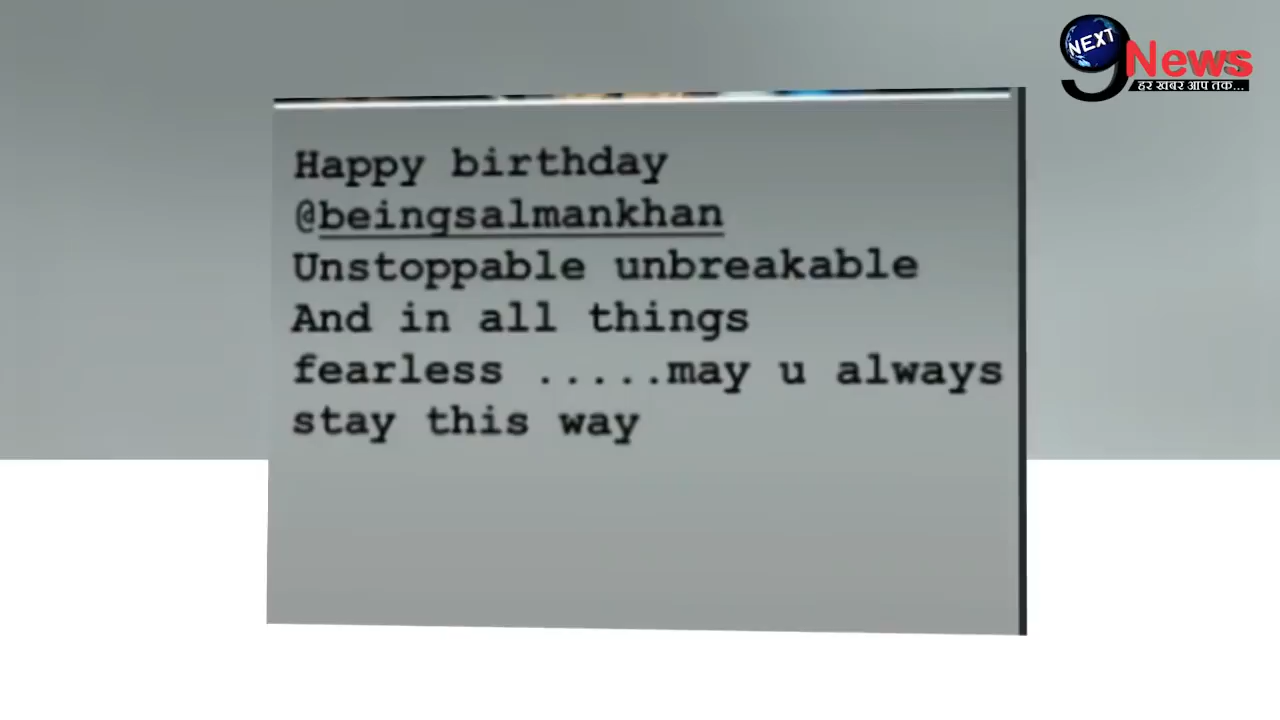 NEXT
9 News
हर खबर आप तक...
Happy birthday
@beingsalmankhan
Unstoppable unbreakable
And in all things
fearless .....may u always
stay this way